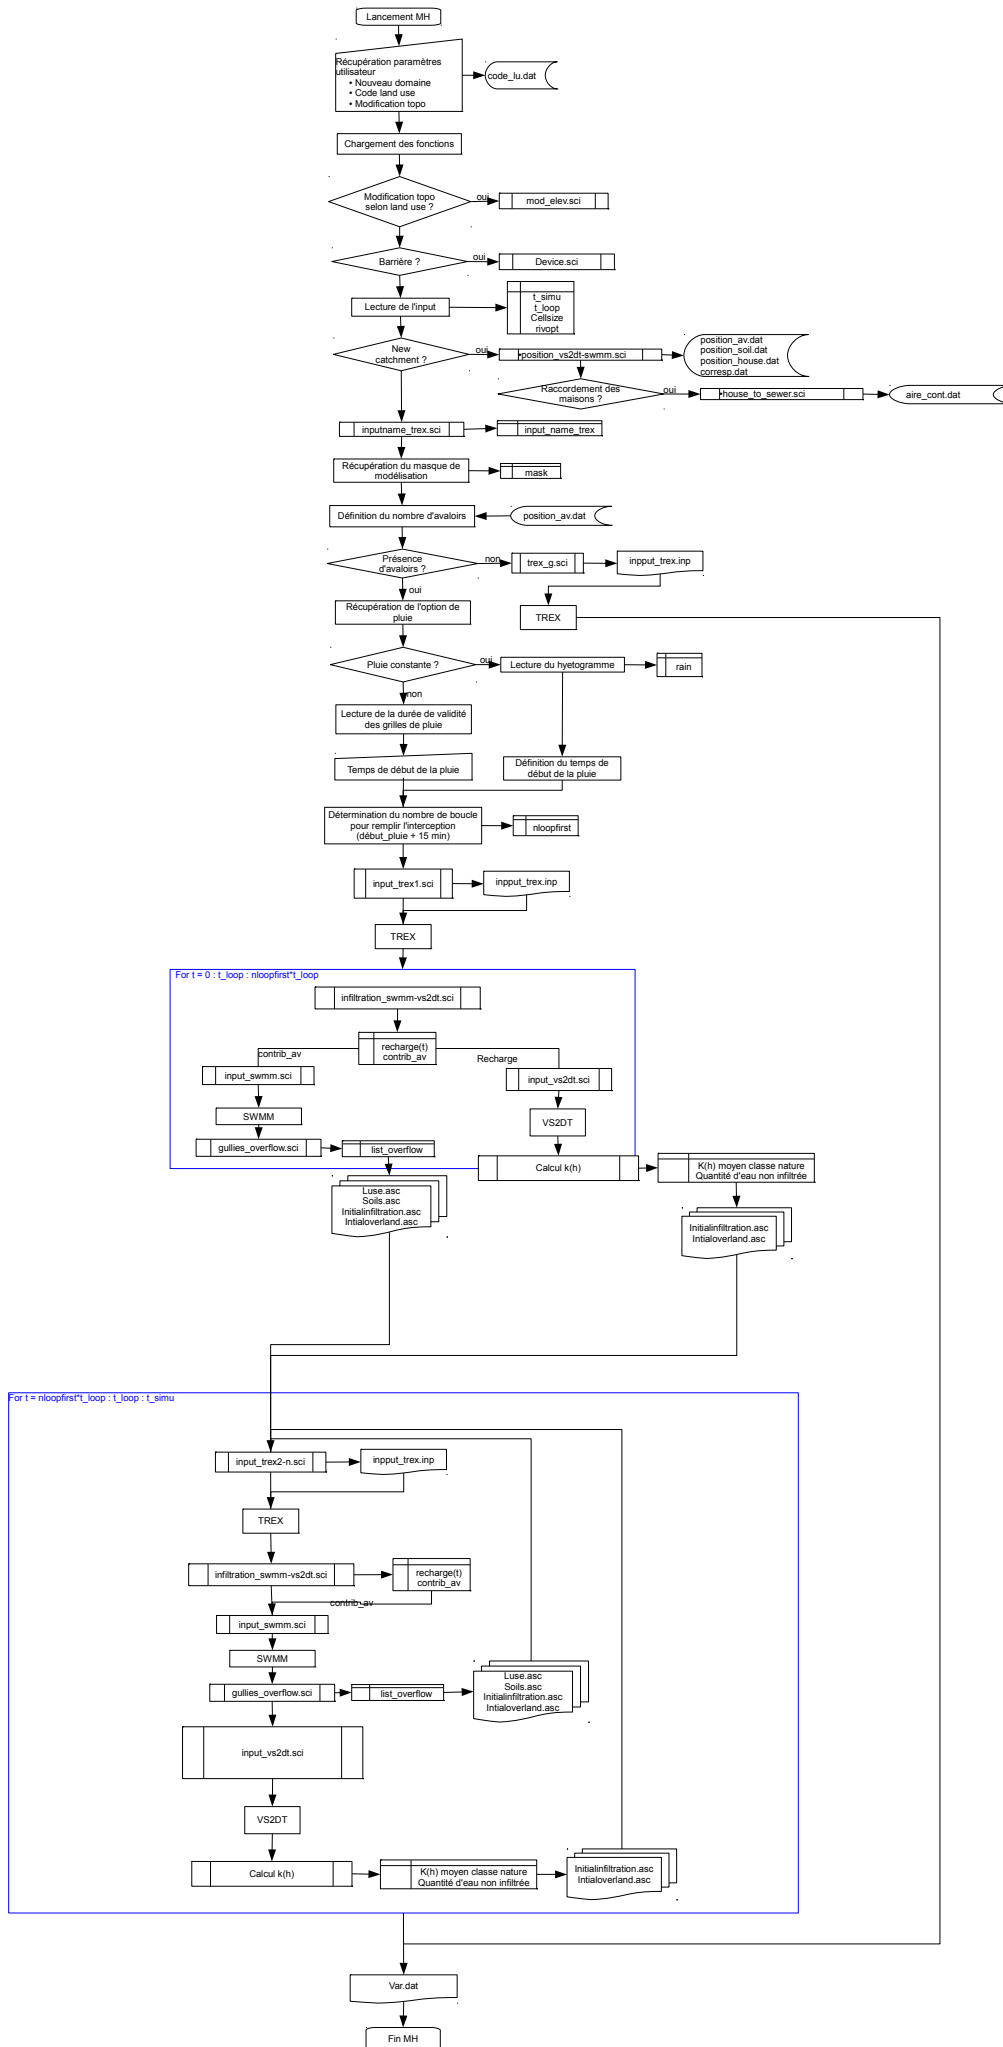 Lancement MH
Récupération paramètres
utilisateur
• Nouveau domaine
• Code land use
• Modification topo
code_lu.dat
Chargement des fonctions
Modification topo
selon land use ?
oui
mod_elev.sci
Barrière ?
oui
Device.sci
Lecture de l'input
t_simu
t_loop
Cellsize
rivopt
New
catchment ?
oui
position_vs2dt-swmm.sci
position_av.dat
position_soil.dat
position_house.dat
corresp.dat
Raccordement des
maisons ?
oui
house_to_sewer.sci
aire_cont.dat
inputname_trex.sci
input_name_trex
Récupération du masque de
modélisation
mask
Définition du nombre d'avaloirs
position_av.dat
Présence
d'avaloirs ?
non
trex_g.sci
inpput_trex.inp
oui
TREX
Récupération de l'option de
pluie
Pluie constante ?
oui
Lecture du hyetogramme
rain
non
Lecture de la durée de validité
des grilles de pluie
Temps de début de la pluie
Définition du temps de
début de la pluie
Détermination du nombre de boucle
pour remplir l'interception
(début_pluie + 15 min)
nloopfirst
input_trex1.sci
inpput_trex.inp
TREX
For t = 0 : t_loop : nloopfirst*t_loop
infiltration_swmm-vs2dt.sci
recharge(t)
contrib_av
contrib_av
Recharge
input_swmm.sci
input_vs2dt.sci
SWMM
VS2DT
gullies_overflow.sci
list_overflow
Calcul k(h)
K(h) moyen classe nature
Quantité d'eau non infiltrée
Luse.asc
Soils.asc
Initialinfiltration.asc
Intialoverland.asc
Initialinfiltration.asc
Intialoverland.asc
For t = nloopfirst*t_loop : t_loop : t_simu
input_trex2-n.sci
inpput_trex.inp
TREX
infiltration_swmm-vs2dt.sci
recharge(t)
contrib_av
contrib_av
input_swmm.sci
SWMM
gullies_overflow.sci
list_overflow
Luse.asc
Soils.asc
Initialinfiltration.asc
Intialoverland.asc
input_vs2dt.sci
VS2DT
Calcul k(h)
K(h) moyen classe nature
Quantité d'eau non infiltrée
Initialinfiltration.asc
Intialoverland.asc
Var.dat
Fin MH